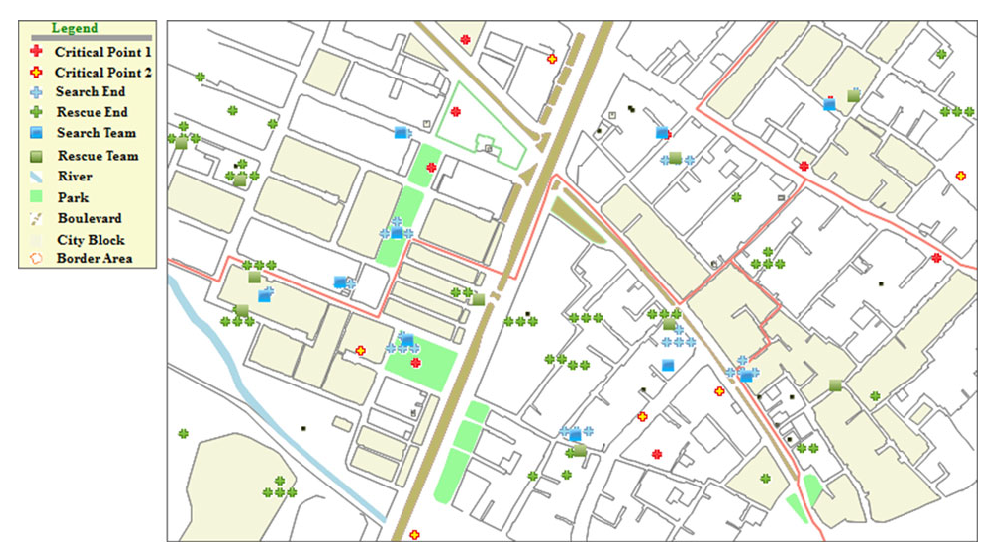 Legend
Critical Point 1
Critical Point 2
Search End
Rescue End
Search Team
Rescue Team
River
Park
Boulevard
City Block
Border Area